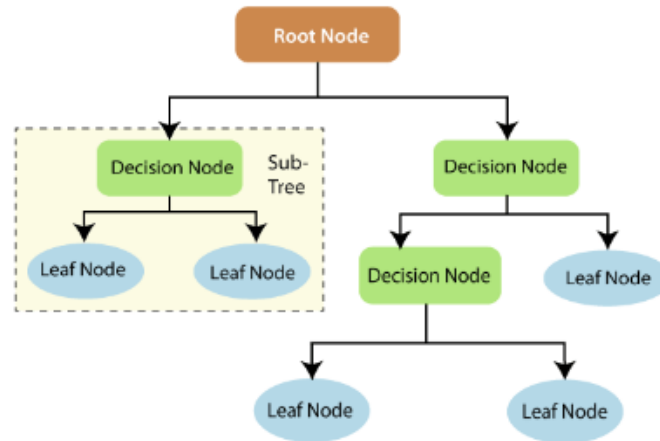 Root Node
Decision Node
Sub-
Tree
Decision Node
Leaf Node
Leaf Node
Decision Node
Leaf Node
Leaf Node
Leaf Node